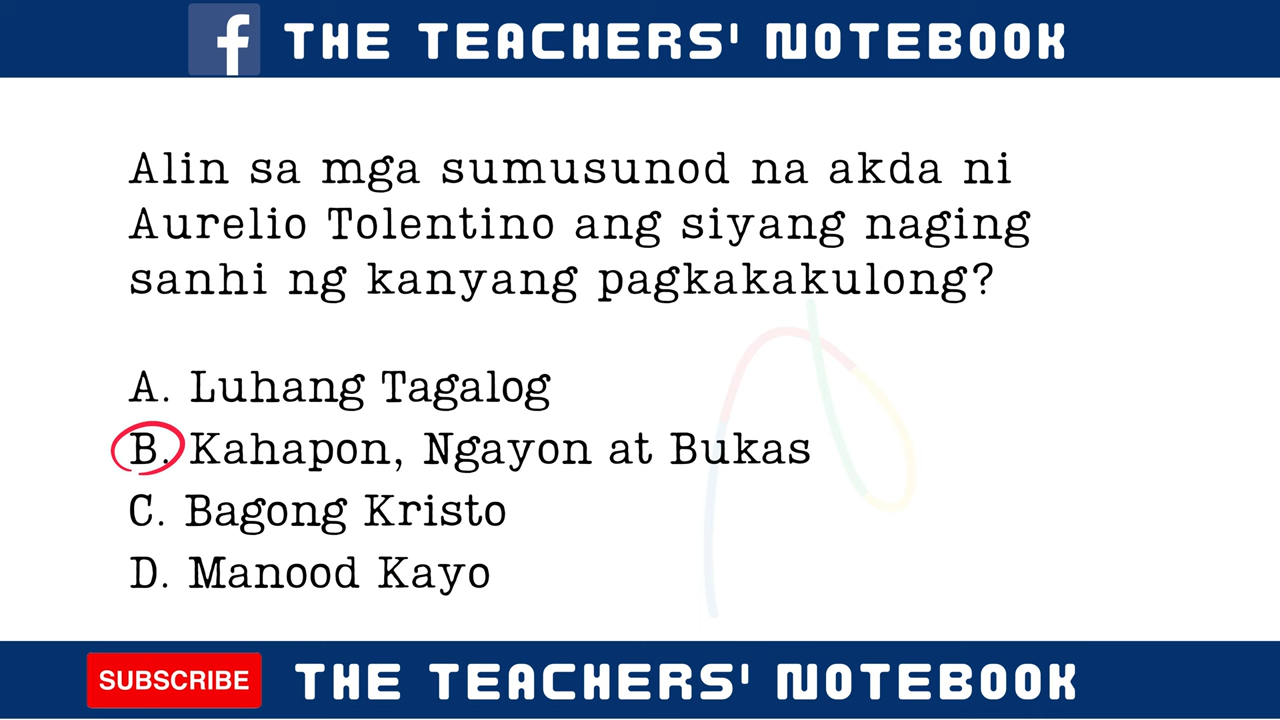 f THE TEACHERS' NOTEBOOK
Alin sa mga sumusunod na akda ni
Aurelio Tolentino ang siyang naging
sanhi ng kanyang pagkakakulong?
A. Luhang Tagalog
B. Kahapon, Ngayon at Bukas
C. Bagong Kristo
D. Manood Kayo
SUBSCRIBE THE TEACHERS' NOTEBOOK